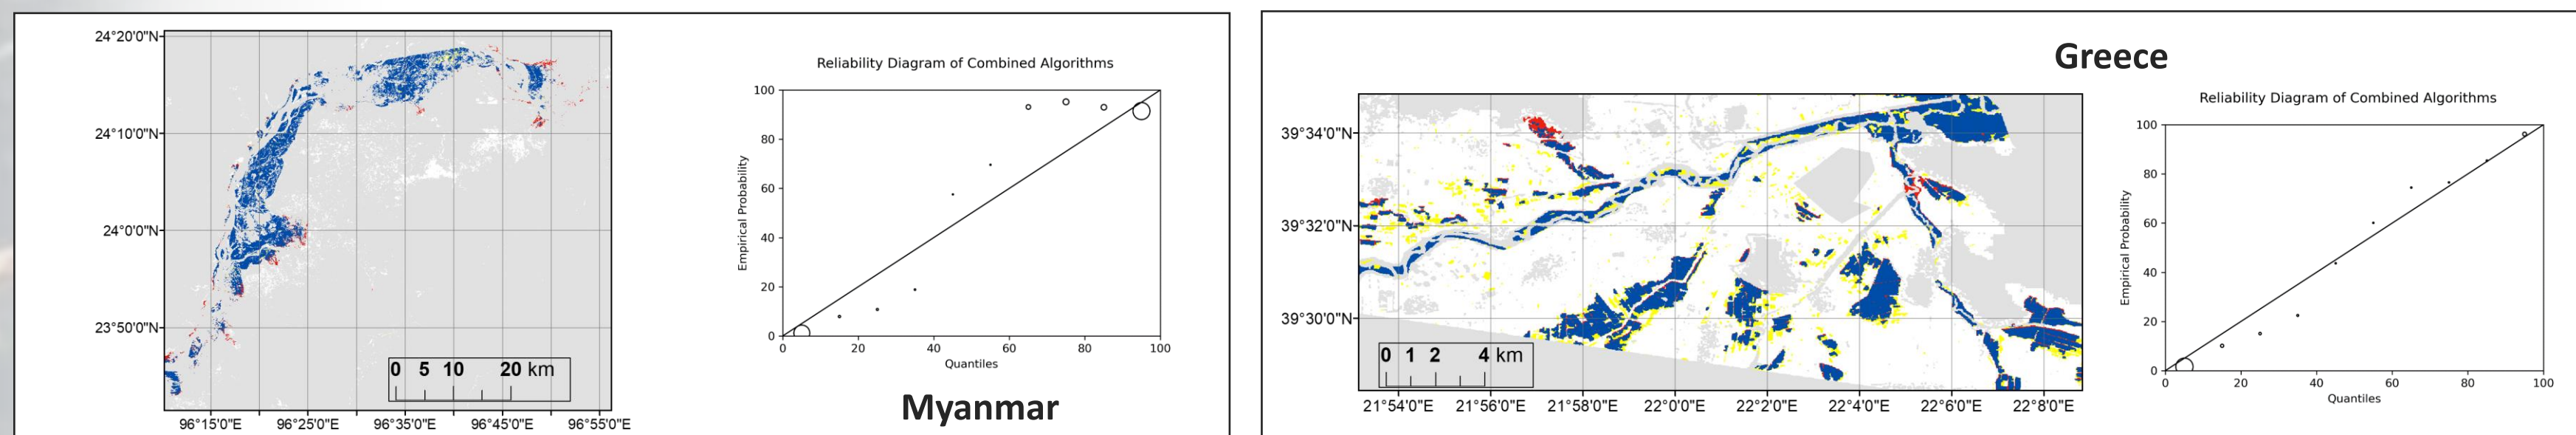 24°20'0"N
24°10'0"N
24°0'0"N
23°50'0"N
0 5 10 20 km
96°15'0"E 96°25'0"E 96°35'0"E 96°45'0"E 96°55'0"E
Reliability Diagram of Combined Algorithms
100
80
60
40
20
0
Empirical Probability
0 20 40 60 80 100
Quantiles
Myanmar
Greece
39°34'0"N
39°32'0"N
39°30'0"N
0 1 2 4 km
21°54'0"E 21°56'0"E 21°58'0"E 22°0'0"E 22°2'0"E 22°4'0"E 22°6'0"E 22°8'0"E
Reliability Diagram of Combined Algorithms
100
80
60
40
20
0
Empirical Probability
0 20 40 60 80 100
Quantiles